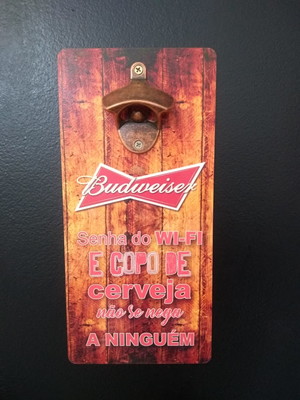 Budweiser
Senha do WI-FI
E COPO DE
cerveja
não se nega
A NINGUÉM